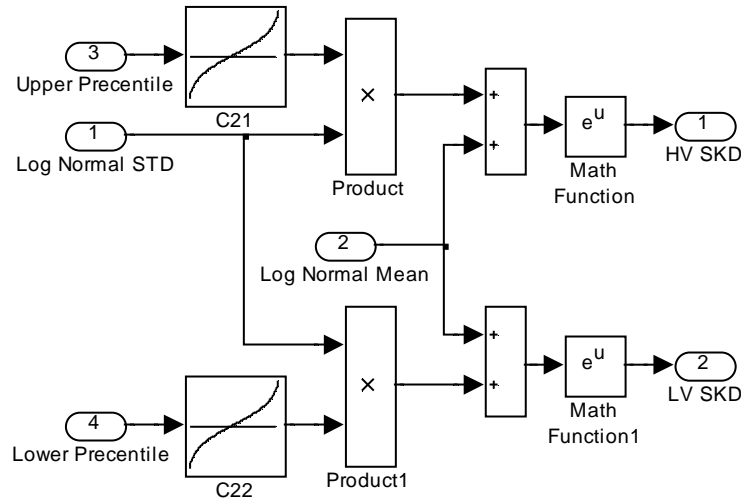 3
Upper Precentile
C21
1
Log Normal STD
×
Product
+
+
e^u
Math
Function
1
HV SKD
2
Log Normal Mean
4
Lower Precentile
C22
×
Product1
+
+
e^u
Math
Function1
2
LV SKD